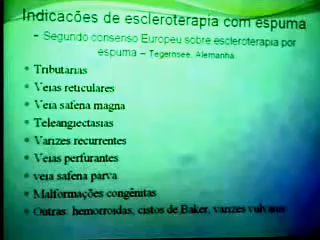 Indicacões de escleroterapia com espuma
- Segundo consenso Europeu sobre escleroterapia por
espuma – Tegernsee, Alemanha
Tributarias
Veias reticulares
Veia safena magna
Teleangiectasias
Varizes recurrentes
Veias perfurantes
veia safena parva
Malformações congênitas
Outras: hemorroidas, cistos de Baker, varizes vulvares